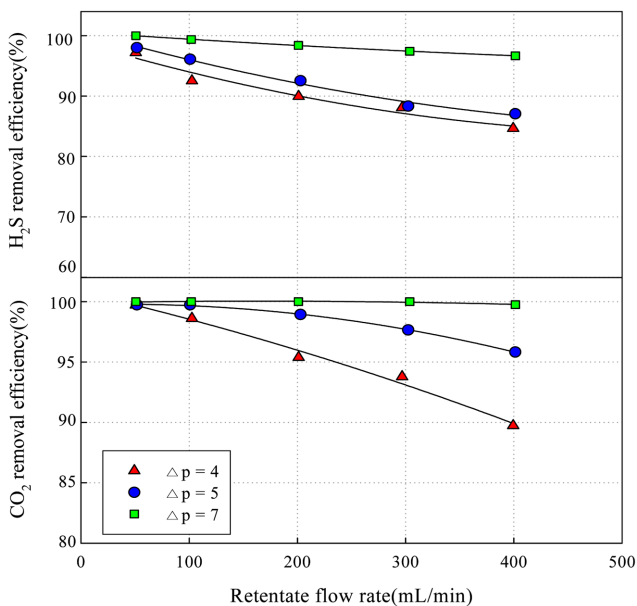 100
90
80
70
60
H₂S removal efficiency(%)
100
95
90
85
80
CO₂ removal efficiency(%)
△ p = 4
△ p = 5
△ p = 7
0 100 200 300 400 500
Retentate flow rate(mL/min)